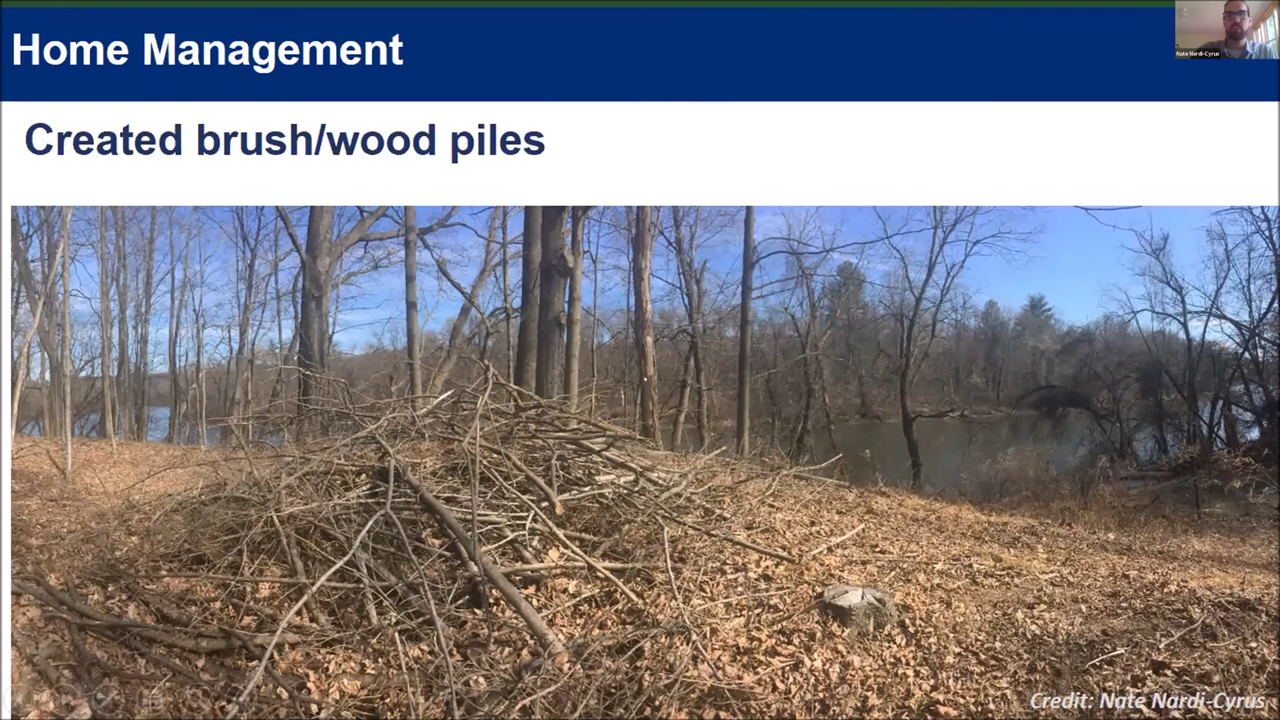 Home Management
Nate Nardi-Cyrus
Created brush/wood piles
Credit: Nate Nardi-Cyrus